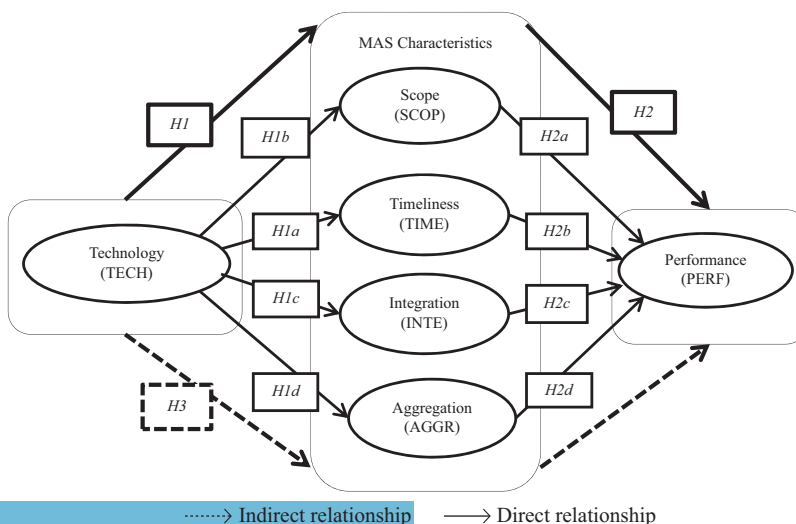 MAS Characteristics
Scope
(SCOP)
H1
H2
H1b
H2a
Timeliness
(TIME)
H1a
H2b
Technology
(TECH)
Performance
(PERF)
H1c
Integration
(INTE)
H2c
H1d
H2d
H3
Aggregation
(AGGR)
Indirect relationship
Direct relationship